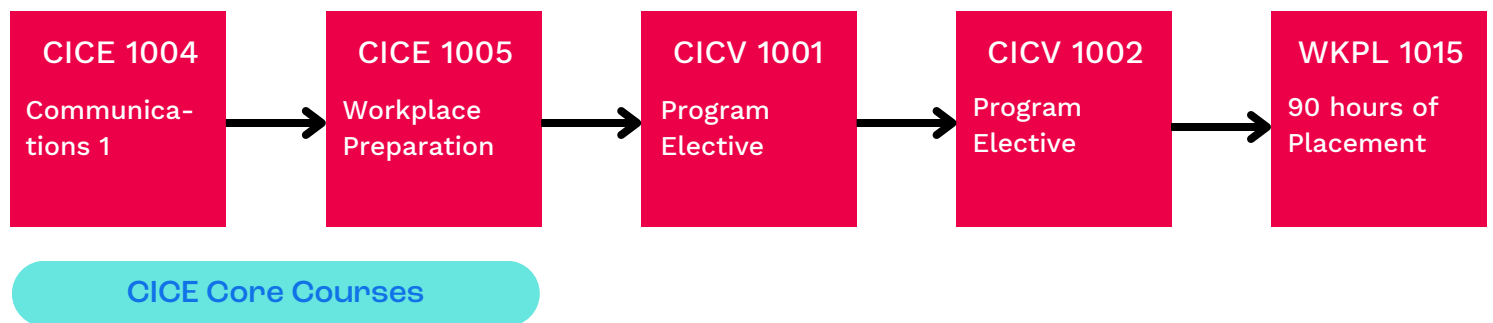 CICE 1004
Communica-
tions 1
CICE 1005
Workplace
Preparation
CICV 1001
Program
Elective
CICV 1002
Program
Elective
WKPL 1015
90 hours of
Placement
CICE Core Courses